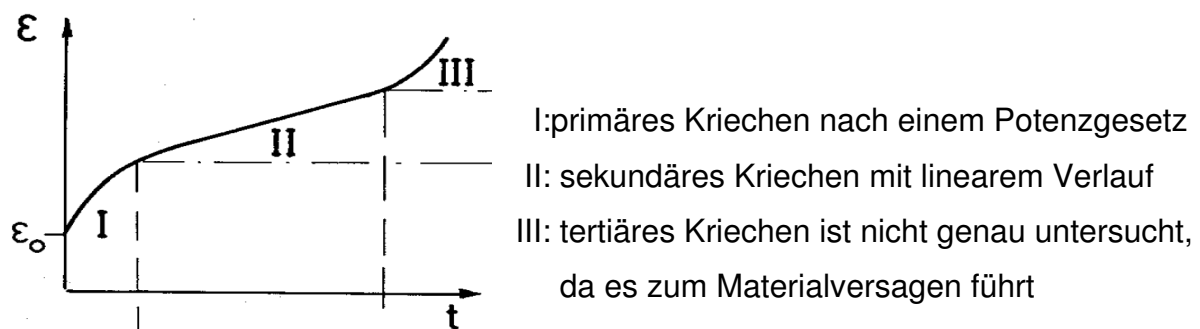 ε
III
II
I
ε₀
t
I:primäres Kriechen nach einem Potenzgesetz
II: sekundäres Kriechen mit linearem Verlauf
III: tertiäres Kriechen ist nicht genau untersucht,
da es zum Materialversagen führt